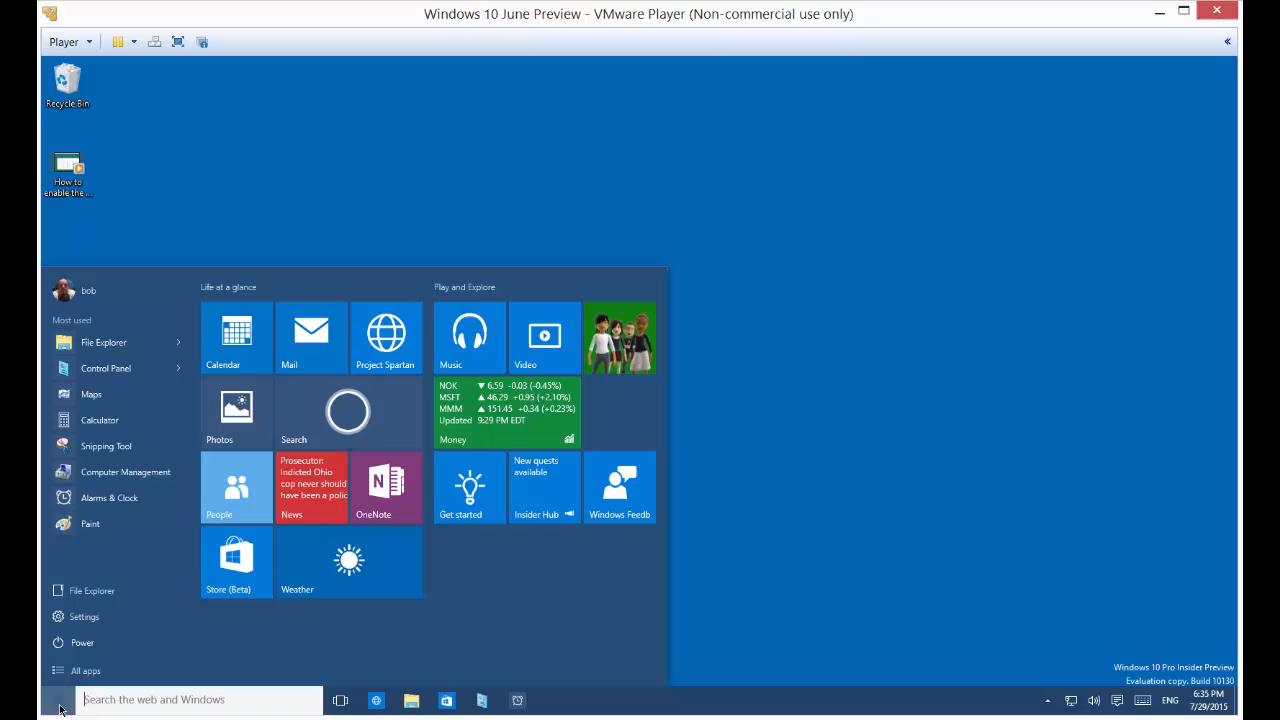 Windows 10 June Preview - VMware Player (Non-commercial use only)
Player
Recycle Bin
How to
enable the ...
bob
Most used
File Explorer
Control Panel
Maps
Calculator
Snipping Tool
Computer Management
Alarms & Clock
Paint
File Explorer
Settings
Power
All apps
Life at a glance
Calendar
Mail
Project Spartan
Photos
Search
People
Prosecutor:
Indicted Ohio
cop never should
have been a polic
News
OneNote
Store (Beta)
Weather
Play and Explore
Music
Video
NOK ▼ 6.59 -0.03 (-0.45%)
MSFT ▲ 46.29 +0.95 (+2.10%)
MMM ▲ 151.45 +0.34 (+0.23%)
Updated 9:29 PM EDT
Money
Get started
New quests
available
Insider Hub
Windows Feedb
Windows 10 Pro Insider Preview
Evaluation copy. Build 10130
Search the web and Windows
ENG
6:35 PM
7/29/2015